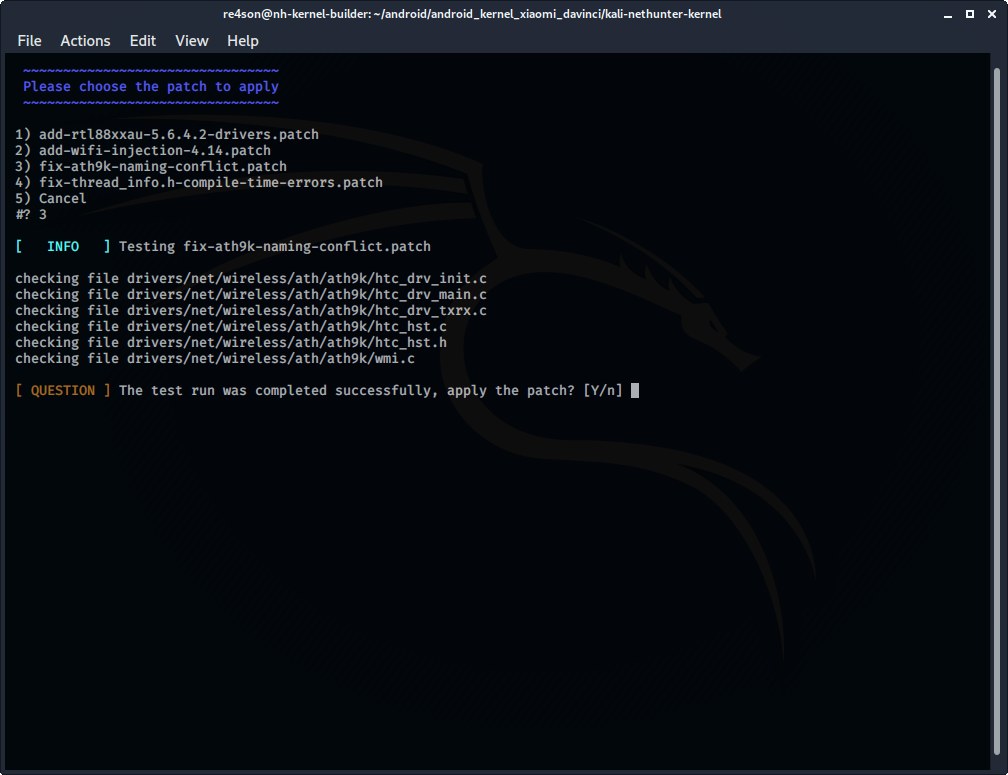 re4son@nh-kernel-builder: ~/android/android_kernel_xiaomi_davinci/kali-nethunter-kernel
File Actions Edit View Help
~~~~~~~~~~~~~~~~~~~~~~~~~~~~~~~~
Please choose the patch to apply
~~~~~~~~~~~~~~~~~~~~~~~~~~~~~~~~
1) add-rtl88xxau-5.6.4.2-drivers.patch
2) add-wifi-injection-4.14.patch
3) fix-ath9k-naming-conflict.patch
4) fix-thread_info.h-compile-time-errors.patch
5) Cancel
#? 3
[   INFO   ] Testing fix-ath9k-naming-conflict.patch
checking file drivers/net/wireless/ath/ath9k/htc_drv_init.c
checking file drivers/net/wireless/ath/ath9k/htc_drv_main.c
checking file drivers/net/wireless/ath/ath9k/htc_drv_txrx.c
checking file drivers/net/wireless/ath/ath9k/htc_hst.c
checking file drivers/net/wireless/ath/ath9k/htc_hst.h
checking file drivers/net/wireless/ath/ath9k/wmi.c
[ QUESTION ] The test run was completed successfully, apply the patch? [Y/n]